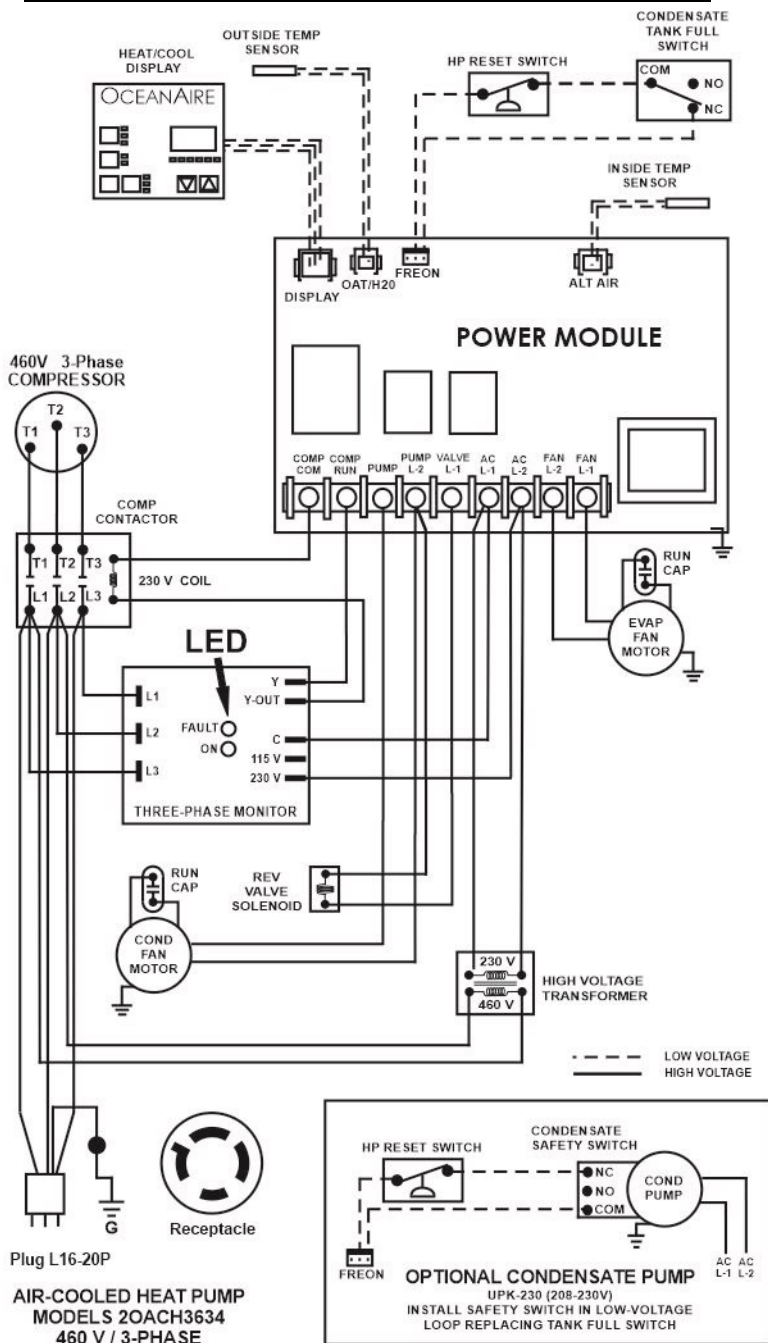 CONDENSATE
TANK FULL
SWITCH
OUTSIDE TEMP
SENSOR
HEAT/COOL
DISPLAY
HP RESET SWITCH
COM
NO
NC
OCEANAIRE
INSIDE TEMP
SENSOR
DISPLAY
OAT/H20
FREON
ALT AIR
POWER MODULE
460V 3-Phase
COMPRESSOR
T2
T1
T3
COMP
COM
COMP
RUN
PUMP
PUMP
L-2
VALVE
L-1
AC
L-1
AC
L-2
FAN
L-2
FAN
L-1
COMP
CONTACTOR
T1
T2
T3
230 V COIL
L1
L2
L3
RUN
CAP
EVAP
FAN
MOTOR
LED
Y
Y-OUT
L1
L2
L3
FAULT
ON
C
115 V
230 V
THREE-PHASE MONITOR
RUN
CAP
COND
FAN
MOTOR
REV
VALVE
SOLENOID
230 V
460 V
HIGH VOLTAGE
TRANSFORMER
LOW VOLTAGE
HIGH VOLTAGE
G
Receptacle
Plug L16-20P
AIR-COOLED HEAT PUMP
MODELS 2OACH3634
460 V / 3-PHASE
HP RESET SWITCH
CONDENSATE
SAFETY SWITCH
NC
NO
COM
COND
PUMP
FREON
AC
L-1
AC
L-2
OPTIONAL CONDENSATE PUMP
UPK-230 (208-230V)
INSTALL SAFETY SWITCH IN LOW-VOLTAGE
LOOP REPLACING TANK FULL SWITCH